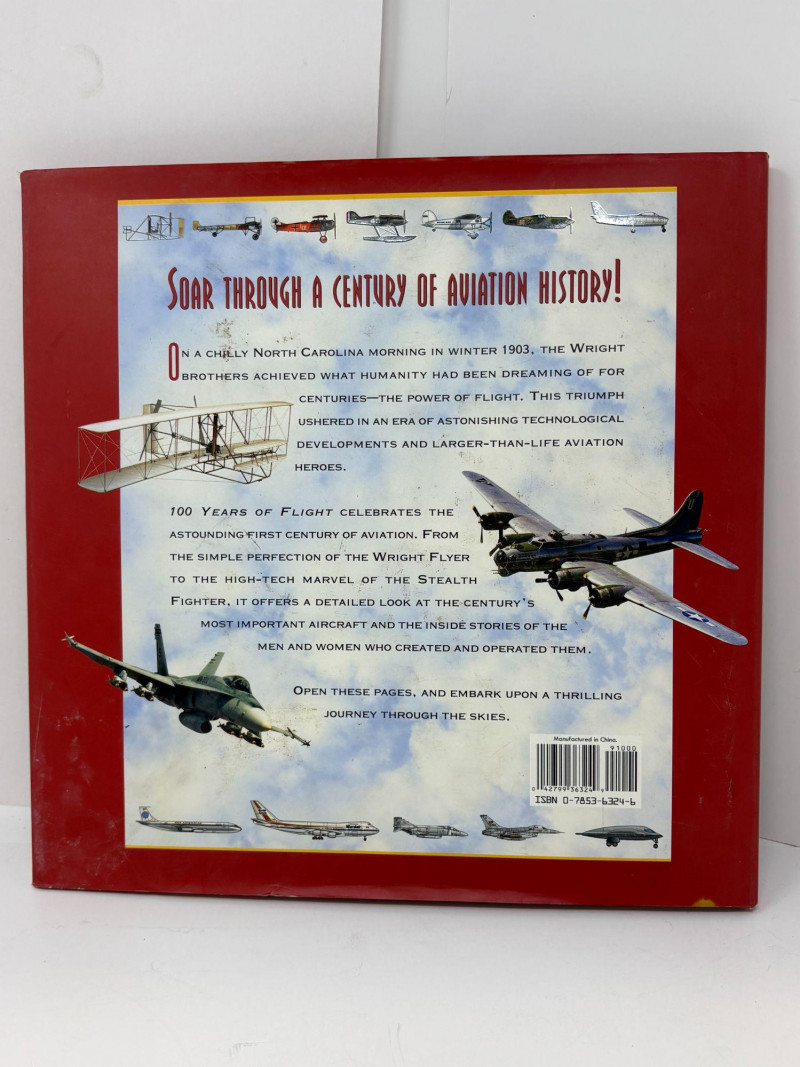 Soar through a century of aviation history!
On a chilly North Carolina morning in winter 1903, the Wright
brothers achieved what humanity had been dreaming of for
centuries—the power of flight. This triumph
ushered in an era of astonishing technological
developments and larger-than-life aviation
heroes.
100 Years of Flight celebrates the
astounding first century of aviation. From
the simple perfection of the Wright Flyer
to the high-tech marvel of the Stealth
Fighter, it offers a detailed look at the century's
most important aircraft and the inside stories of the
men and women who created and operated them.
Open these pages, and embark upon a thrilling
journey through the skies.
Manufactured in China.
91000
0 42799 36324 9
ISBN 0-7853-6324-6